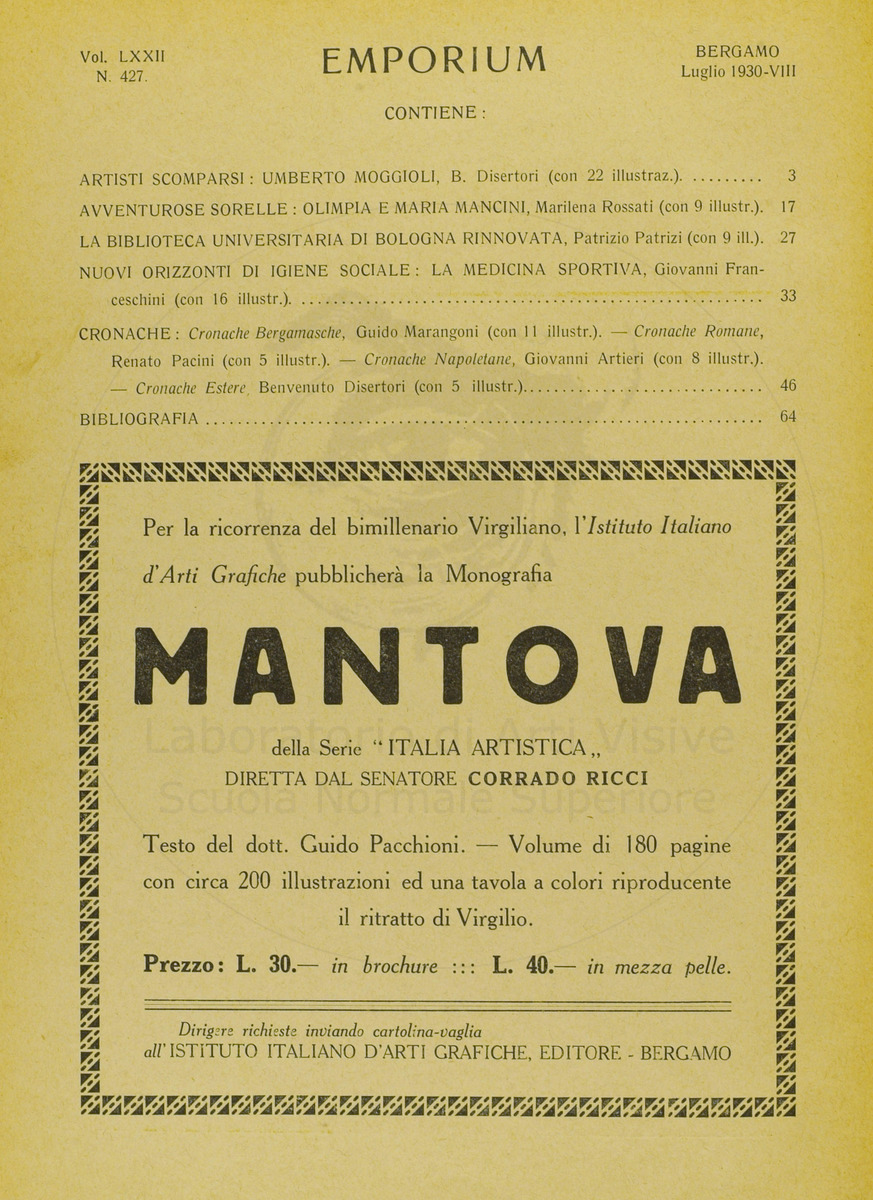 Vol. LXXII
N. 427.
EMPORIUM
BERGAMO
Luglio 1930-VIII
CONTIENE :
ARTISTI SCOMPARSI : UMBERTO MOGGIOLI, B. Disertori (con 22 illustraz.). ......... 3
AVVENTUROSE SORELLE : OLIMPIA E MARIA MANCINI, Marilena Rossati (con 9 illustr.). 17
LA BIBLIOTECA UNIVERSITARIA DI BOLOGNA RINNOVATA, Patrizio Patrizi (con 9 ill.). 27
NUOVI ORIZZONTI DI IGIENE SOCIALE : LA MEDICINA SPORTIVA, Giovanni Fran-
ceschini (con 16 illustr.). ........................................................ 33
CRONACHE : Cronache Bergamasche, Guido Marangoni (con 11 illustr.). — Cronache Romane,
Renato Pacini (con 5 illustr.). — Cronache Napoletane, Giovanni Artieri (con 8 illustr.).
— Cronache Estere, Benvenuto Disertori (con 5 illustr.)............................. 46
BIBLIOGRAFIA .................................................................... 64
Per la ricorrenza del bimillenario Virgiliano, l'Istituto Italiano
d'Arti Grafiche pubblicherà la Monografia
MANTOVA
della Serie “ ITALIA ARTISTICA „
DIRETTA DAL SENATORE CORRADO RICCI
Testo del dott. Guido Pacchioni. — Volume di 180 pagine
con circa 200 illustrazioni ed una tavola a colori riproducente
il ritratto di Virgilio.
Prezzo: L. 30.— in brochure ::: L. 40.— in mezza pelle.
Dirigere richieste inviando cartolina-vaglia
all' ISTITUTO ITALIANO D'ARTI GRAFICHE, EDITORE - BERGAMO
Laboratorio di Arti Visive
Scuola Normale Superiore